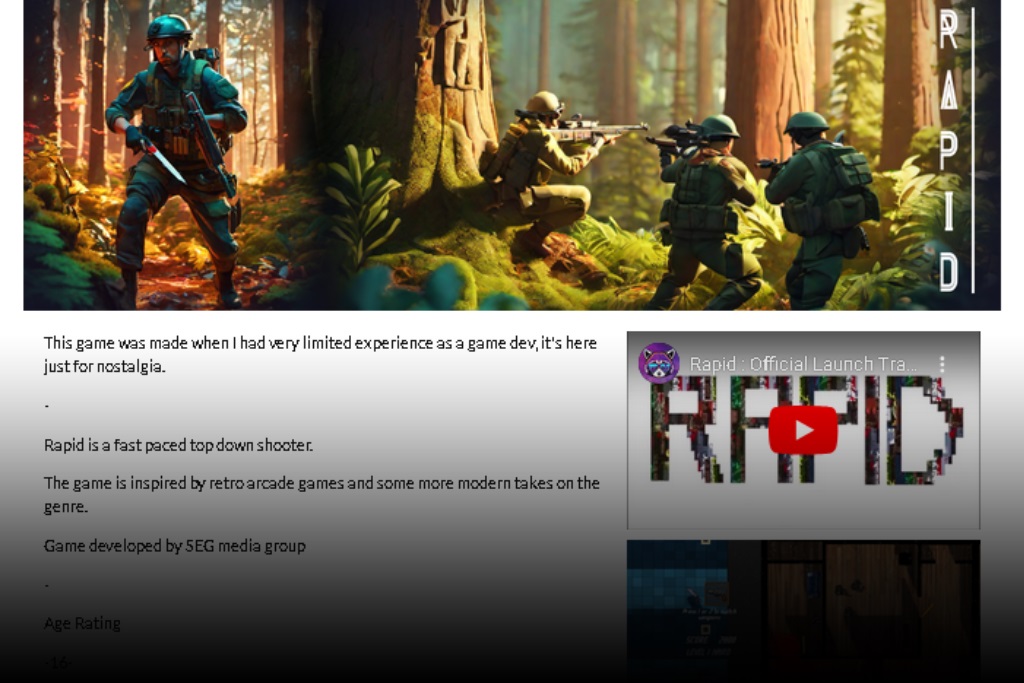 RAPID
This game was made when I had very limited experience as a game dev, it's here
just for nostalgia.
-
Rapid : Official Launch Tra...
RAPID
Rapid is a fast paced top down shooter.
The game is inspired by retro arcade games and some more modern takes on the
genre.
Game developed by SEG media group
-
Age Rating
-16-